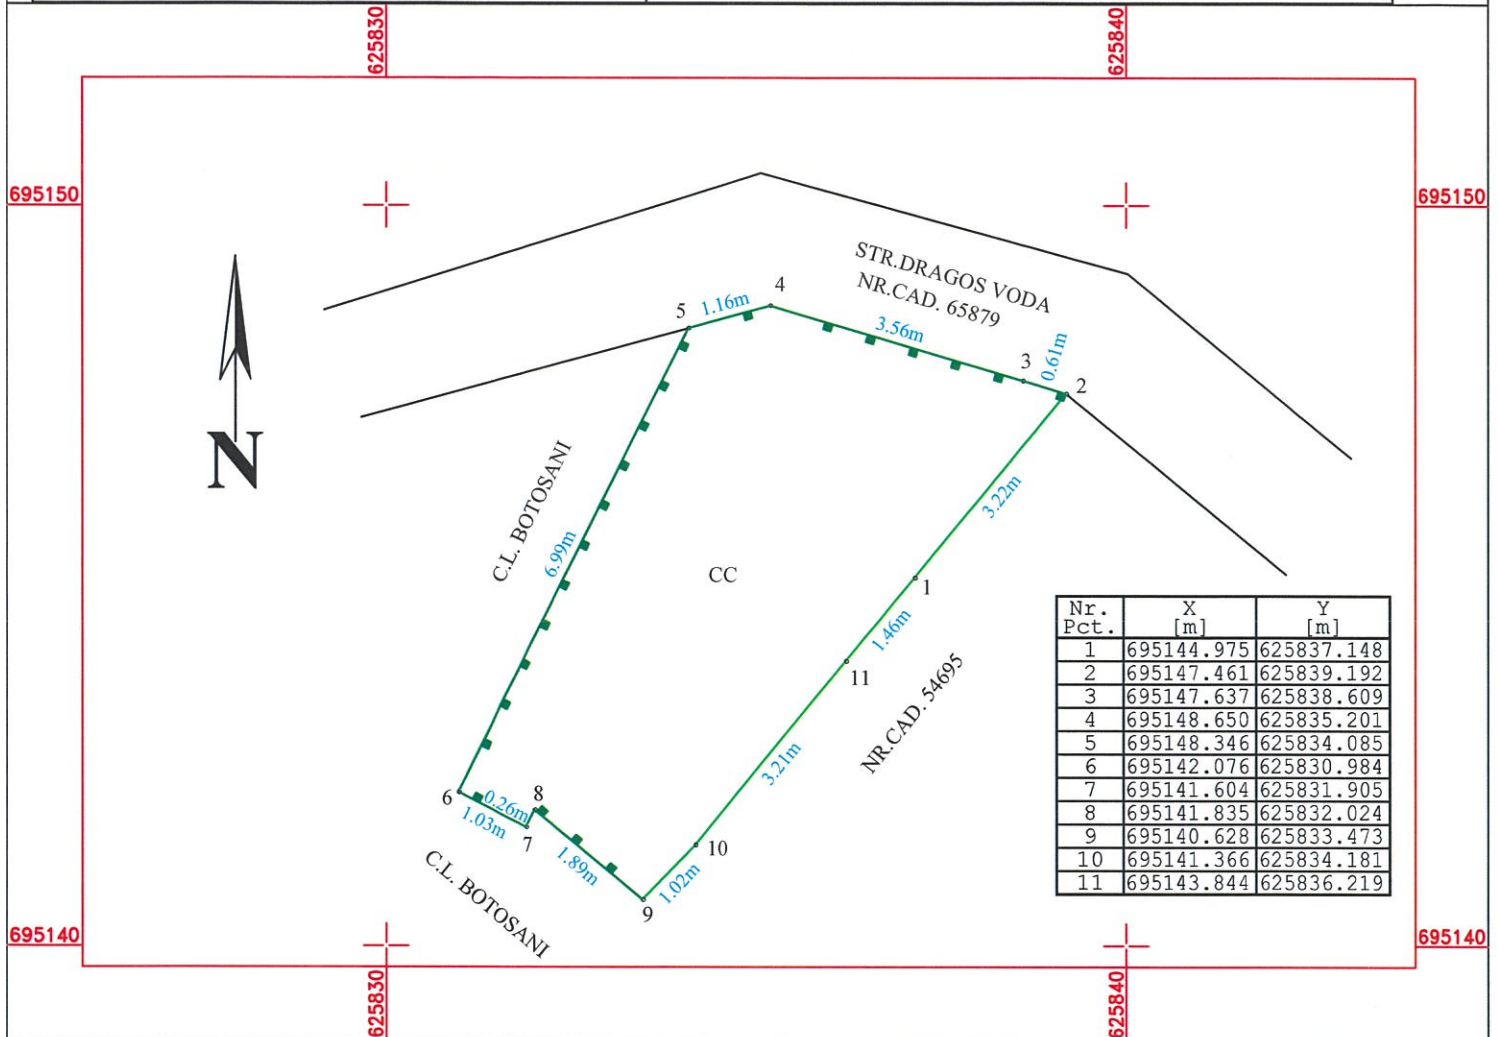 625830
625840
695150
695150
STR.DRAGOS VODA
NR.CAD. 65879
4
5
1.16m
3.56m
3
0.61m
2
N
C.L. BOTOSANI
6.99m
3.22m
CC
1
1.46m
11
NR.CAD. 54695
3.21m
6
0.26m
8
1.03m
7
1.89m
10
1.02m
9
C.L. BOTOSANI
Nr. Pct. X [m] Y [m]
1 695144.975 625837.148
2 695147.461 625839.192
3 695147.637 625838.609
4 695148.650 625835.201
5 695148.346 625834.085
6 695142.076 625830.984
7 695141.604 625831.905
8 695141.835 625832.024
9 695140.628 625833.473
10 695141.366 625834.181
11 695143.844 625836.219
695140
695140
625830
625840